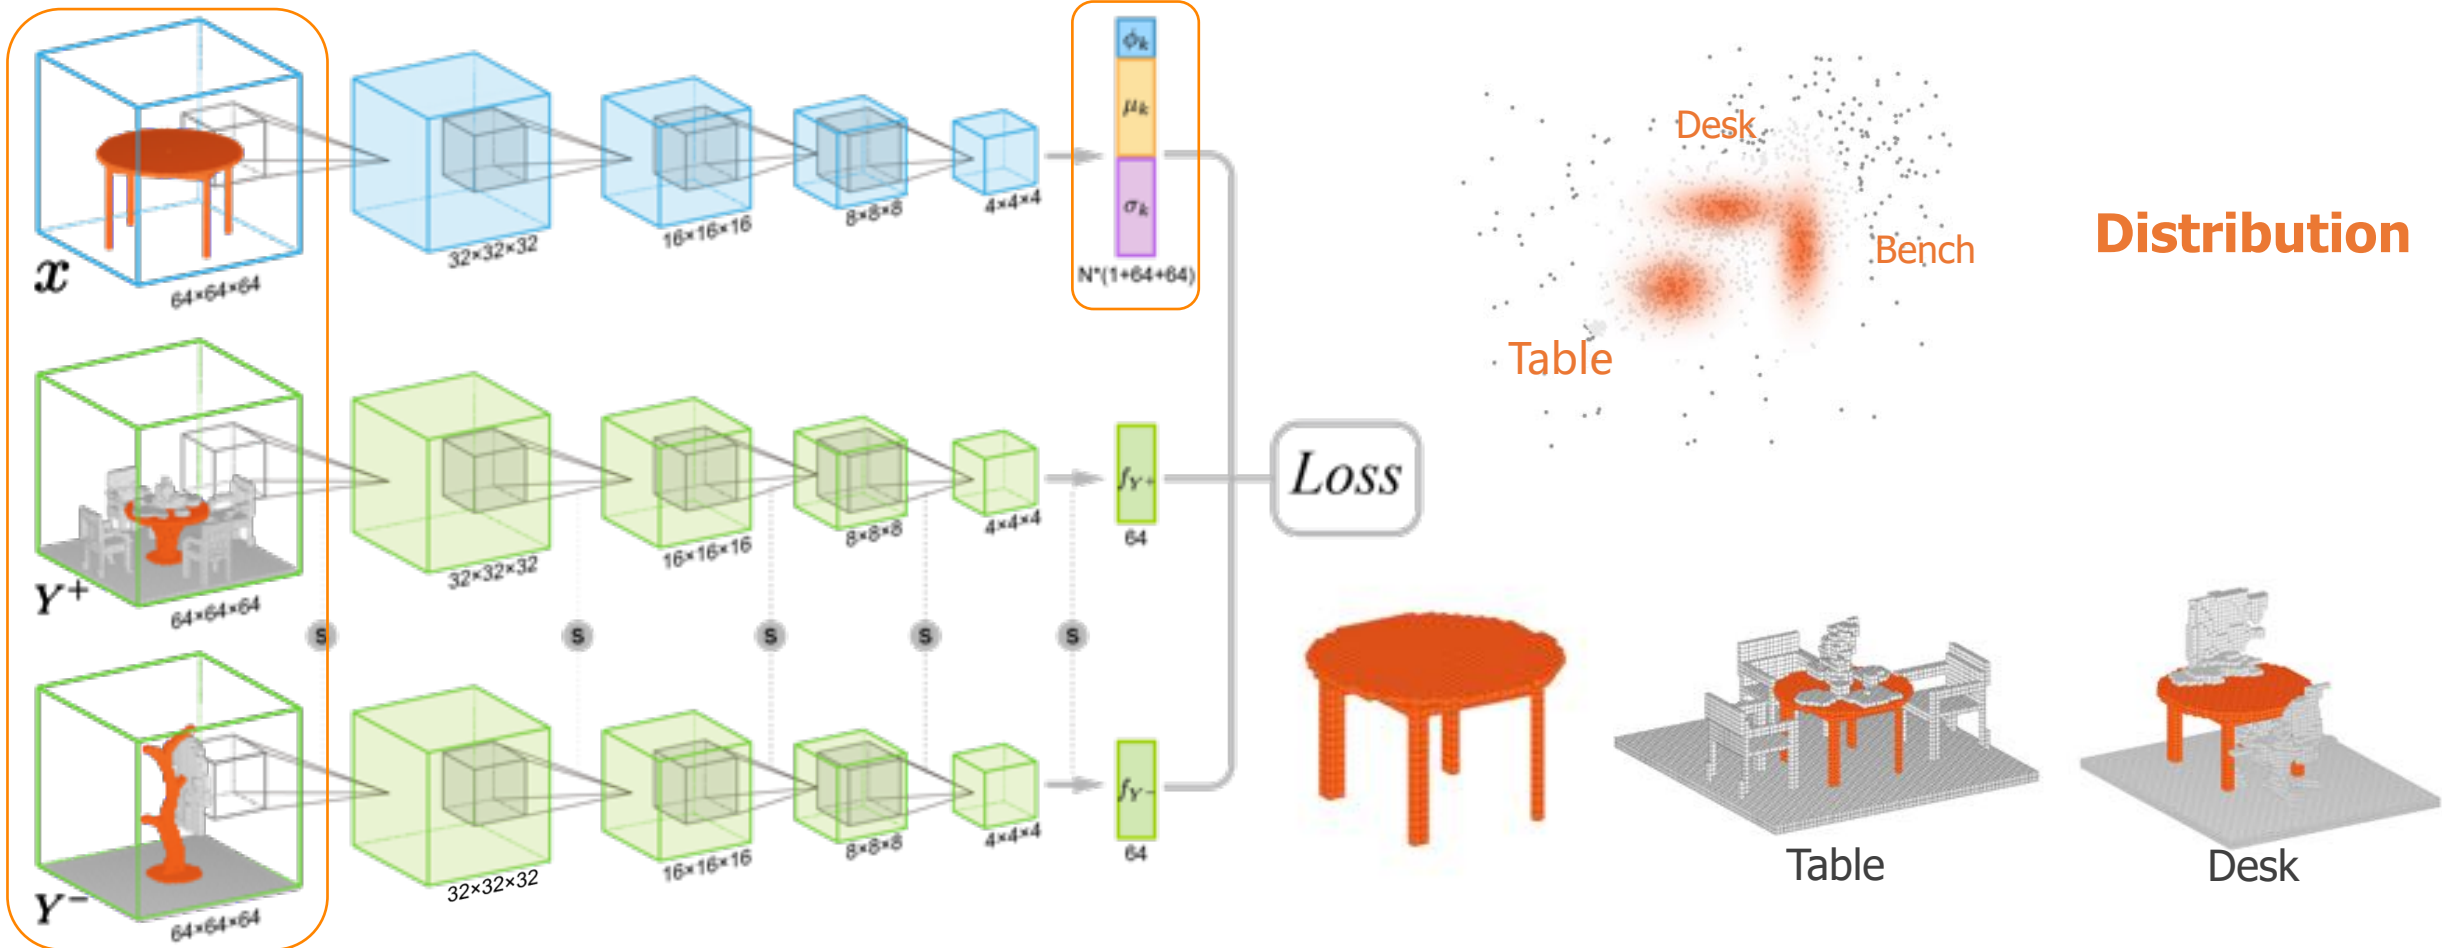 x
64×64×64
32×32×32
16×16×16
8×8×8
4×4×4
ϕₖ
μₖ
σₖ
N*(1+64+64)
Desk
Bench
Table
Distribution
Y⁺
64×64×64
32×32×32
16×16×16
8×8×8
4×4×4
f_Y⁺
64
Loss
S
S
S
S
S
Y⁻
64×64×64
32×32×32
16×16×16
8×8×8
4×4×4
f_Y⁻
64
Table
Desk